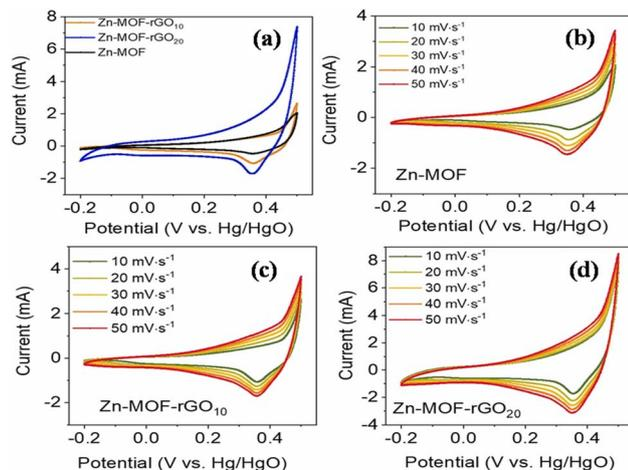 Zn-MOF-rGO10
Zn-MOF-rGO20
Zn-MOF
(a)
8
6
4
2
0
-2
Current (mA)
-0.2 0.0 0.2 0.4
Potential (V vs. Hg/HgO)
10 mV·s-1
20 mV·s-1
30 mV·s-1
40 mV·s-1
50 mV·s-1
(b)
4
2
0
-2
Current (mA)
Zn-MOF
-0.2 0.0 0.2 0.4
Potential (V vs. Hg/HgO)
10 mV·s-1
20 mV·s-1
30 mV·s-1
40 mV·s-1
50 mV·s-1
(c)
4
2
0
-2
Current (mA)
Zn-MOF-rGO10
-0.2 0.0 0.2 0.4
Potential (V vs. Hg/HgO)
10 mV·s-1
20 mV·s-1
30 mV·s-1
40 mV·s-1
50 mV·s-1
(d)
8
6
4
2
0
-2
-4
Current (mA)
Zn-MOF-rGO20
-0.2 0.0 0.2 0.4
Potential (V vs. Hg/HgO)